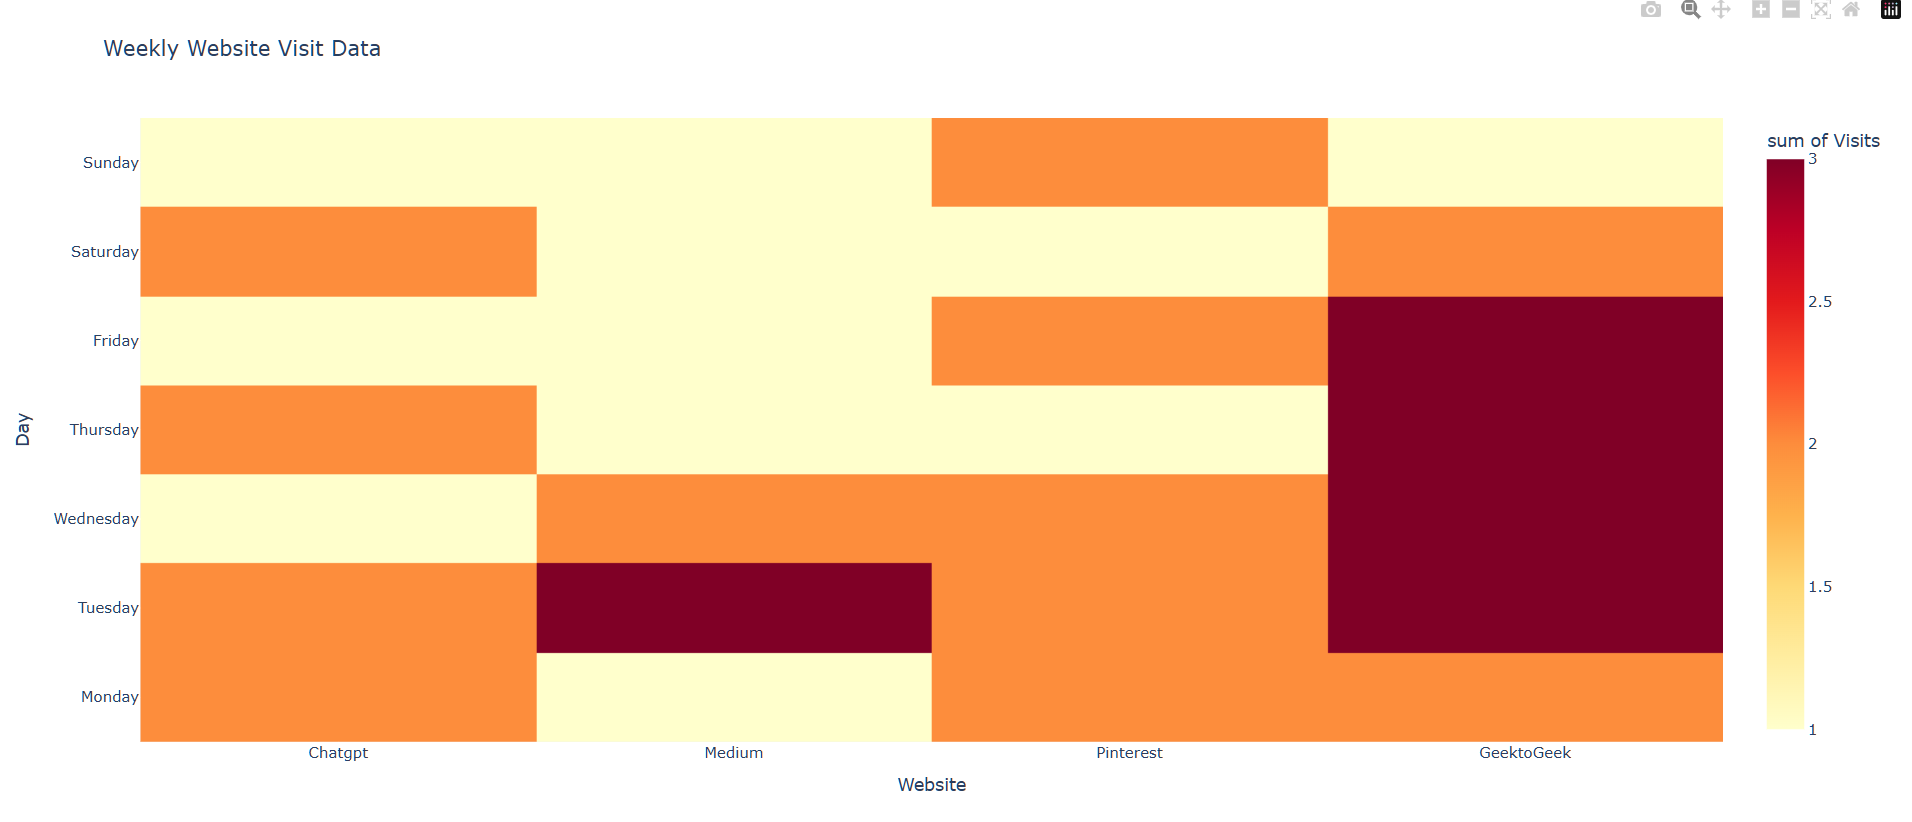 Weekly Website Visit Data
sum of Visits
3
2.5
2
1.5
1
Day
Sunday
Saturday
Friday
Thursday
Wednesday
Tuesday
Monday
Chatgpt
Medium
Pinterest
GeektoGeek
Website